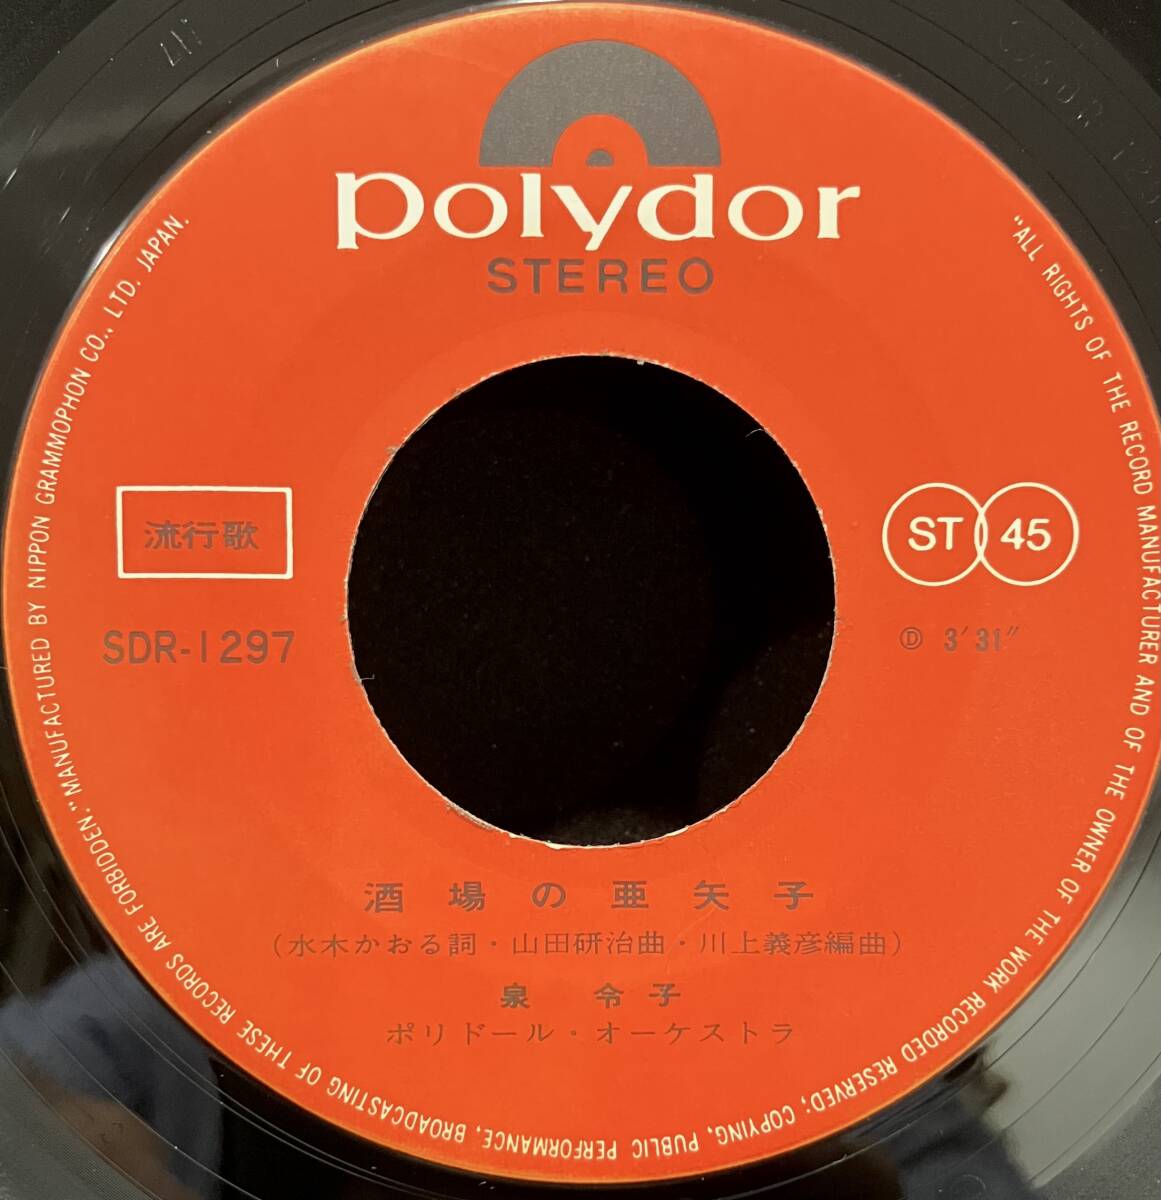 polydor
STEREO
流行歌
ST 45
SDR-1297
Ⓓ 3′31″
酒場の亜矢子
(水木かおる詞・山田研治曲・川上義彦編曲)
泉 令子
ポリドール・オーケストラ
"ALL RIGHTS OF THE RECORD MANUFACTURER AND OF THE OWNER OF THE WORK RECORDED RESERVED; COPYING, PUBLIC PERFORMANCE, BROADCASTING OF THESE RECORDS ARE FORBIDDEN." MANUFACTURED BY NIPPON GRAMMOPHON CO., LTD. JAPAN.